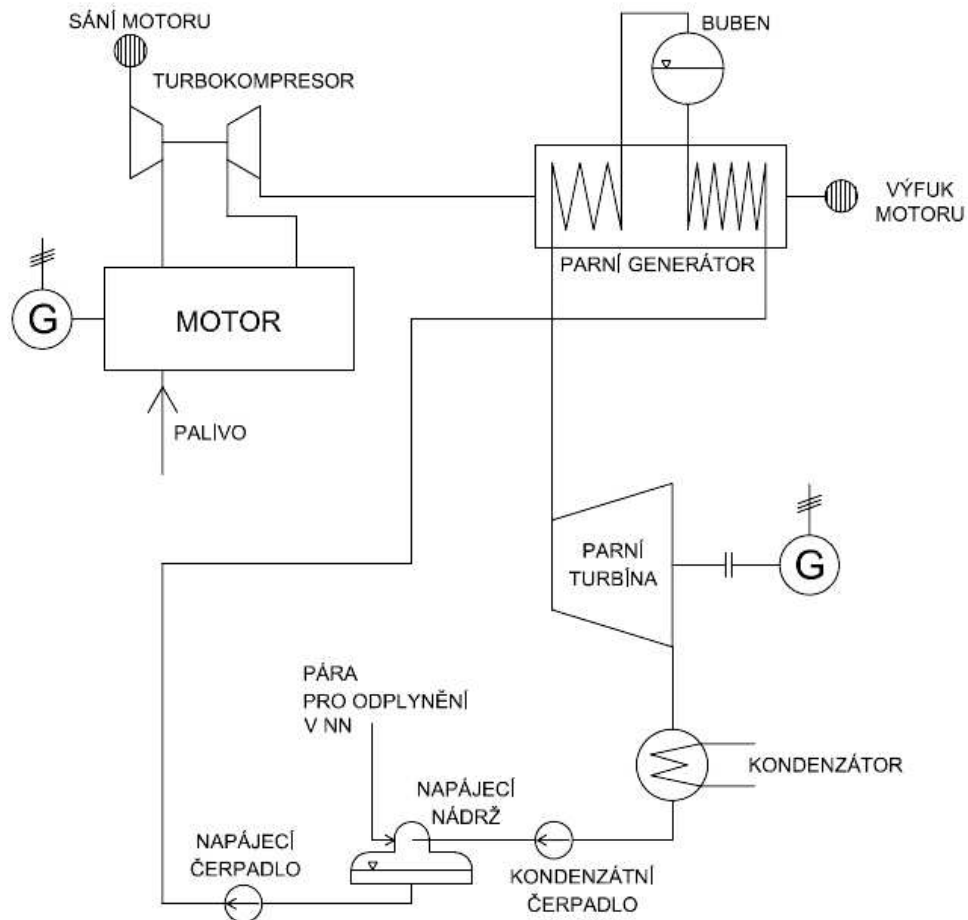 SÁNÍ MOTORU
TURBOKOMPRESOR
BUBEN
VÝFUK
MOTORU
PARNÍ GENERÁTOR
G
MOTOR
PALÍVO
PARNÍ
TURBÍNA
G
PÁRA
PRO ODPLYNĚNÍ
V NN
KONDENZÁTOR
NAPÁJECÍ
NÁDRŽ
NAPÁJECÍ
ČERPADLO
KONDENZÁTNÍ
ČERPADLO